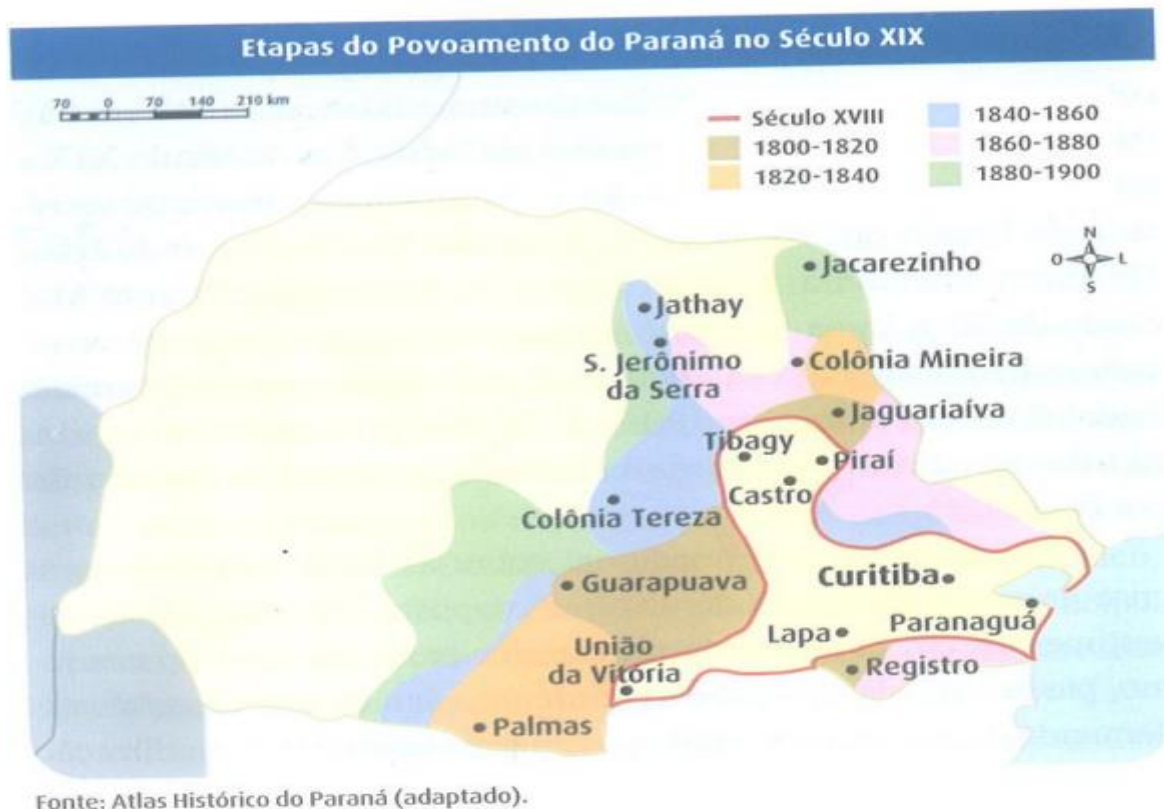 Etapas do Povoamento do Paraná no Século XIX
70 0 70 140 210 km
Século XVIII
1800-1820
1820-1840
1840-1860
1860-1880
1880-1900
N
O L
S
Jacarezinho
Jathay
S. Jerônimo
da Serra
Colônia Mineira
Jaguariaíva
Tibagy
Piraí
Castro
Colônia Tereza
Guarapuava
Curitiba
Paranaguá
Lapa
União
da Vitória
Registro
Palmas
Fonte: Atlas Histórico do Paraná (adaptado).